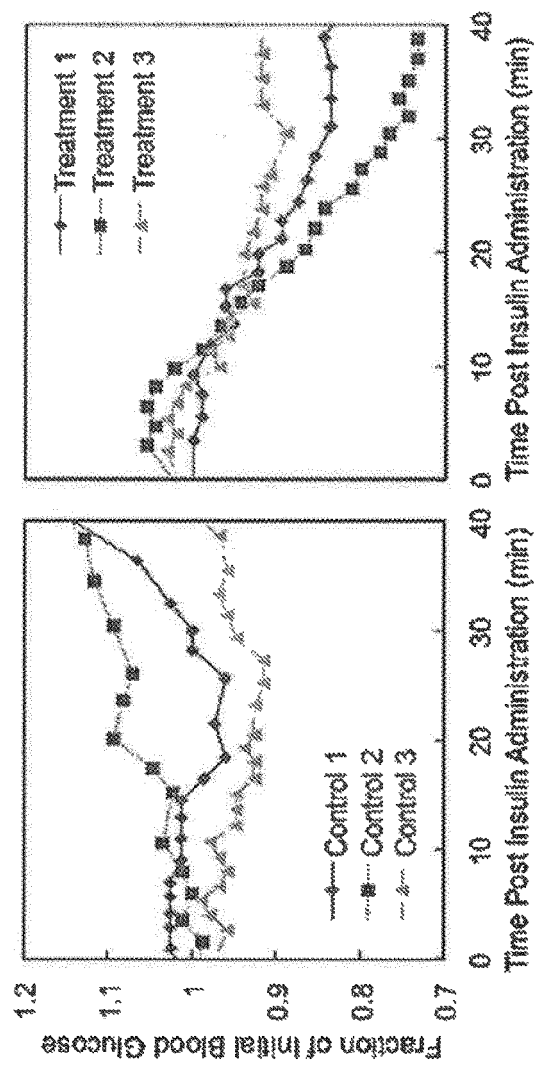 Fraction of Initial Blood Glucose
1.2
1.1
1
0.9
0.8
0.7
Control 1
Control 2
Control 3
0
10
20
30
40
Time Post Insulin Administration (min)
Treatment 1
Treatment 2
Treatment 3
0
10
20
30
40
Time Post Insulin Administration (min)